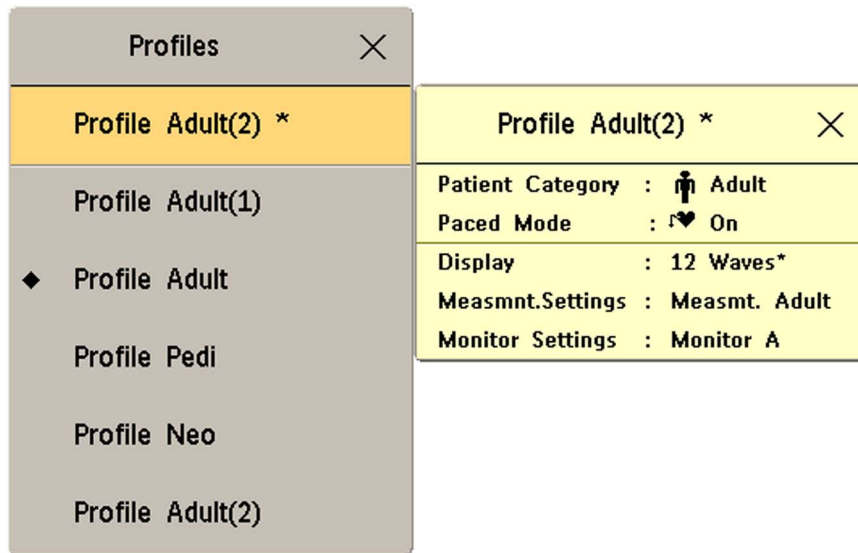 Profiles
Profile Adult(2) *
Profile Adult(1)
Profile Adult
Profile Pedi
Profile Neo
Profile Adult(2)
Profile Adult(2) *
Patient Category : Adult
Paced Mode : On
Display : 12 Waves*
Measmnt.Settings : Measmt. Adult
Monitor Settings : Monitor A